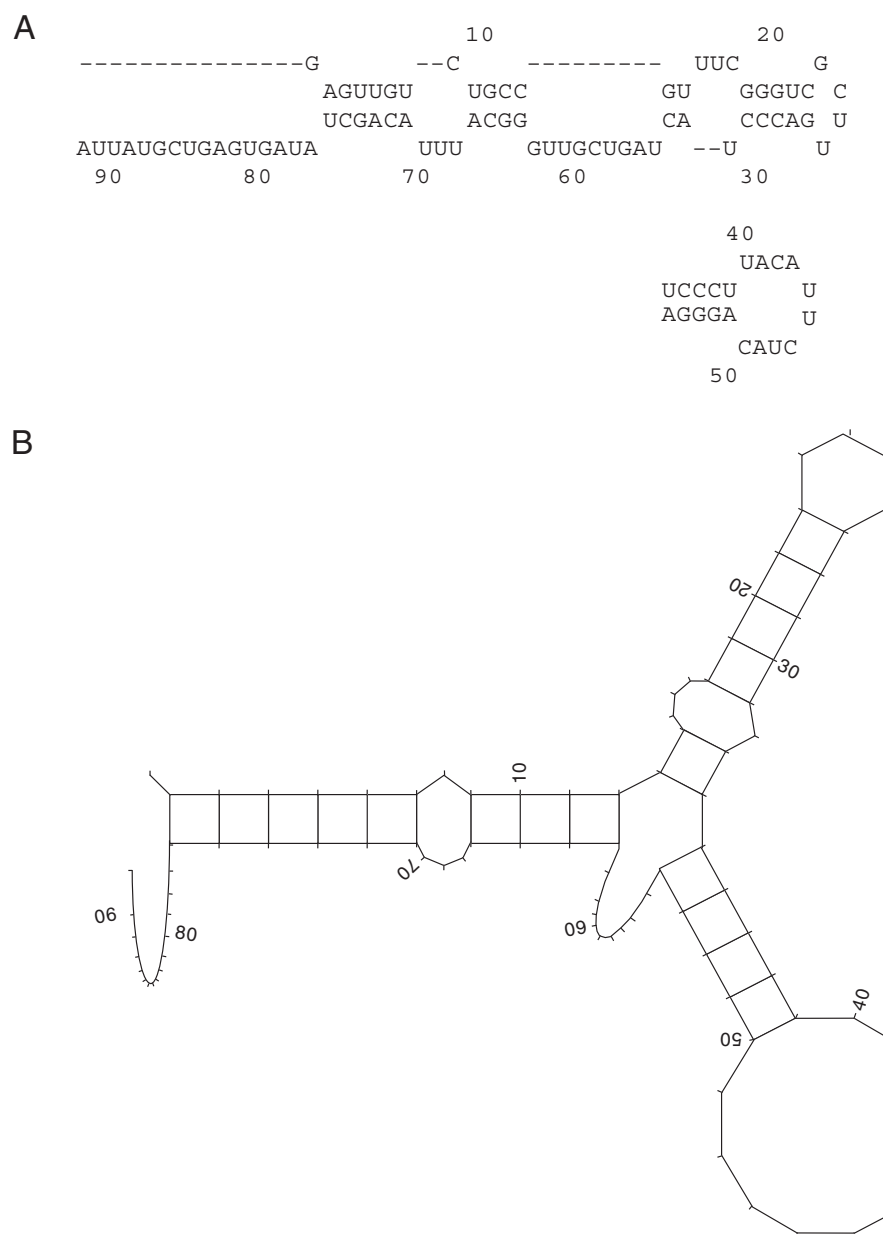 A
10 20
---------------G --C --------- UUC G
AGUUGU UGCC GU GGGUC C
UCGACA ACGG CA CCCAG U
AUUAUGCUGAGUGAUA UUU GUUGCUGAU --U U
90 80 70 60 30
40
UACA
UCCCU U
AGGGA U
CAUC
50
B
20
30
10
70
90
80
60
40
50